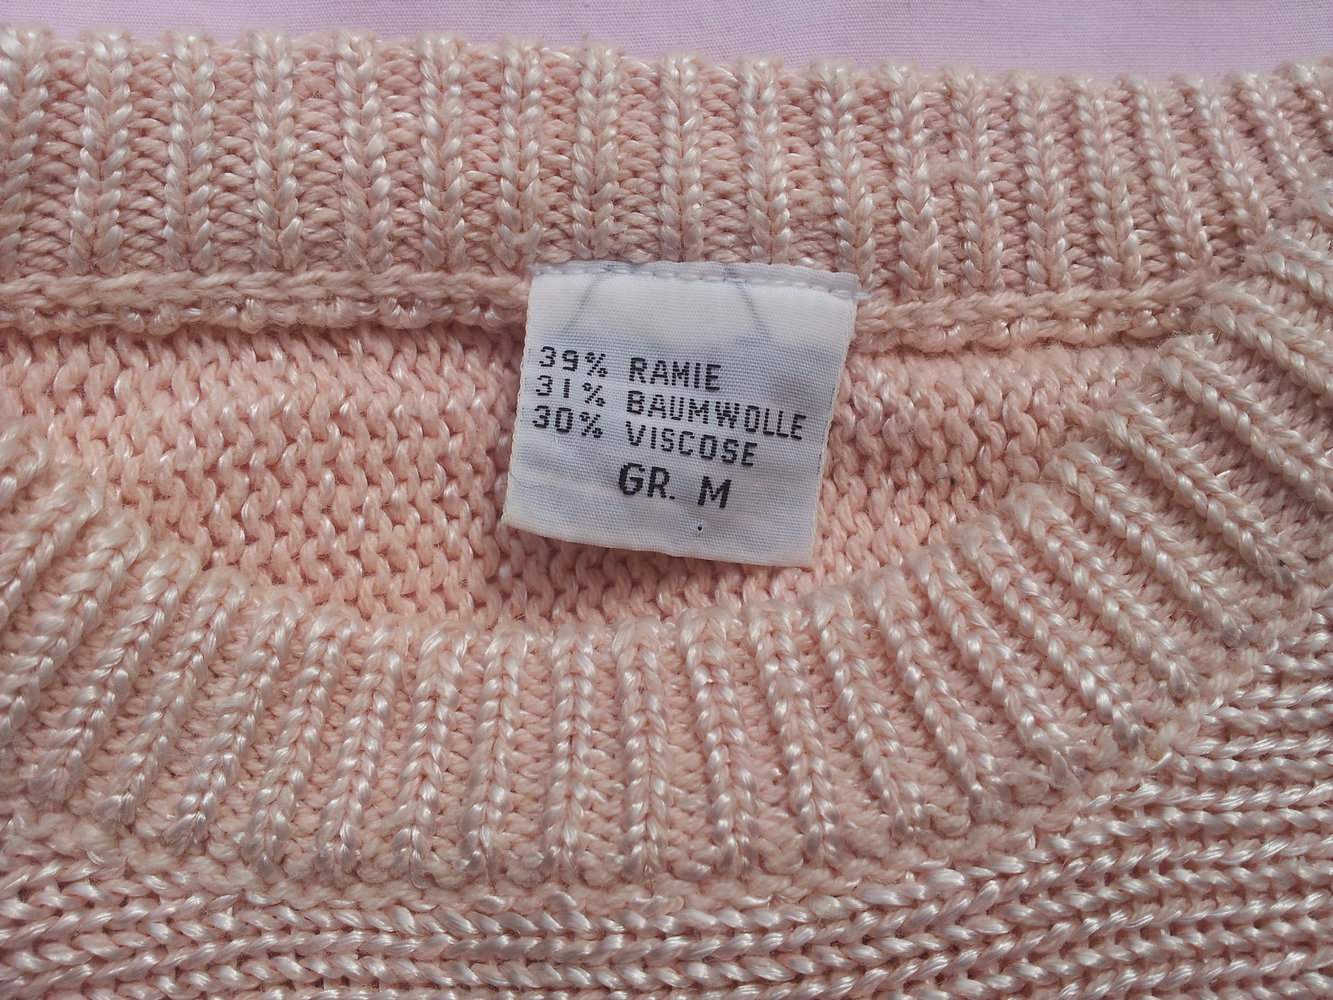 39% RAMIE
31% BAUMWOLLE
30% VISCOSE
GR. M